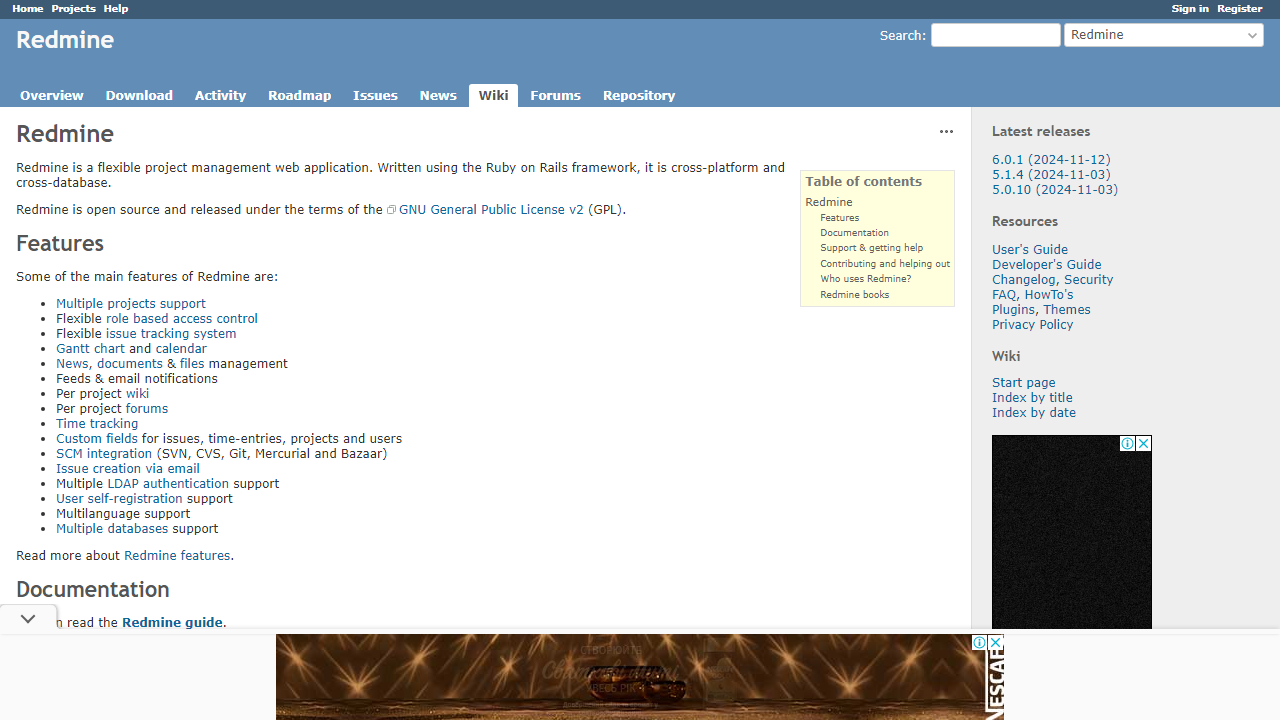 Home Projects Help Sign in Register
Redmine
Search: Redmine
Overview Download Activity Roadmap Issues News Wiki Forums Repository
Redmine
Redmine is a flexible project management web application. Written using the Ruby on Rails framework, it is cross-platform and
cross-database.
Redmine is open source and released under the terms of the GNU General Public License v2 (GPL).
Table of contents
Redmine
Features
Documentation
Support & getting help
Contributing and helping out
Who uses Redmine?
Redmine books
Features
Some of the main features of Redmine are:
Multiple projects support
Flexible role based access control
Flexible issue tracking system
Gantt chart and calendar
News, documents & files management
Feeds & email notifications
Per project wiki
Per project forums
Time tracking
Custom fields for issues, time-entries, projects and users
SCM integration (SVN, CVS, Git, Mercurial and Bazaar)
Issue creation via email
Multiple LDAP authentication support
User self-registration support
Multilanguage support
Multiple databases support
Read more about Redmine features.
Documentation
read the Redmine guide.
Latest releases
6.0.1 (2024-11-12)
5.1.4 (2024-11-03)
5.0.10 (2024-11-03)
Resources
User's Guide
Developer's Guide
Changelog, Security
FAQ, HowTo's
Plugins, Themes
Privacy Policy
Wiki
Start page
Index by title
Index by date
СТВОРЮЙТЕ
УВЕСЬ РІК
NESCAF